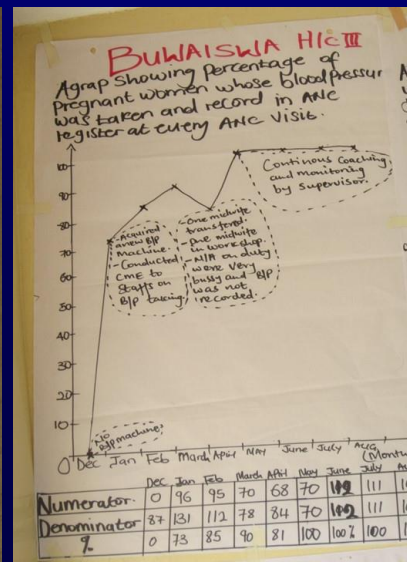 BUWAISWA H/C III
A grap showing Percentage of
Pregnant women whose blood Pressur
was taken and record in ANC
register at every ANC Visit.
100
90
80
70
60
50
40
30
20
10
0
Continous Coaching
and monitoring
by supervisor.
-Acquired
a new B/P
Machine.
-Conducted
CME to
Staffs on
B/P taking.
-One midwife
transfered.
-One midwife
in workshop.
-N/A on duty
were very
bussy and B/P
was not
recorded.
No
B/P machine
Dec Jan Feb March April May June July Aug
(Month
Dec Jan Feb March April May June July
Numerator. 0 96 95 70 68 70 111
Denominator 87 131 112 78 84 70 111
% 0 73 85 90 81 100 100% 100